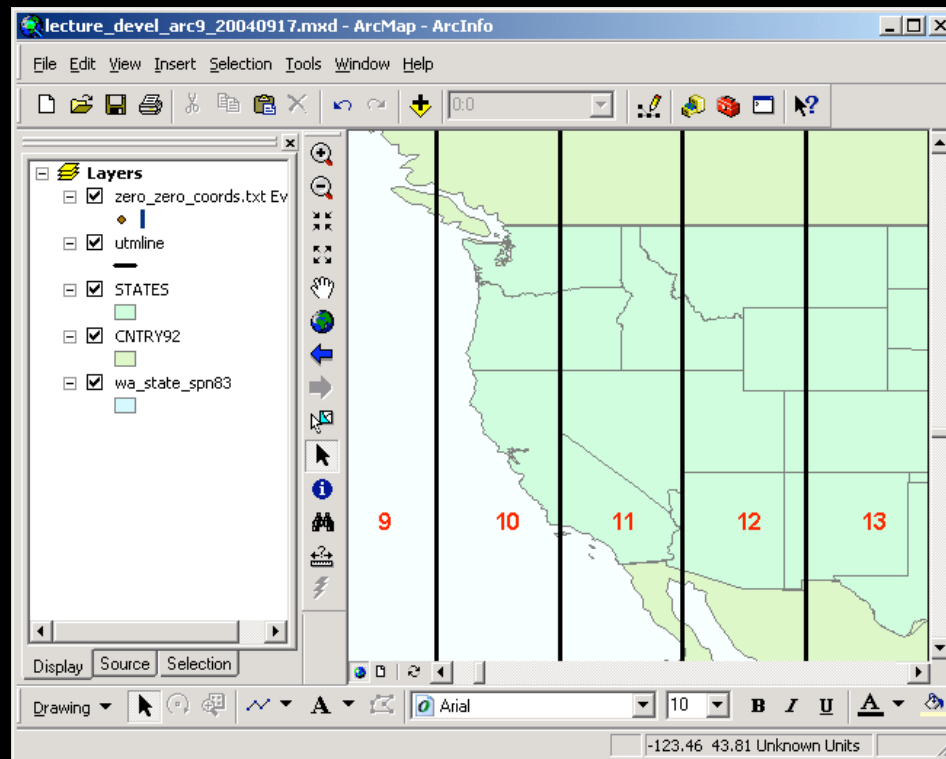 lecture_devel_arc9_20040917.mxd - ArcMap - ArcInfo
File Edit View Insert Selection Tools Window Help
0:0
Layers
zero_zero_coords.txt Ev
utmline
STATES
CNTRY92
wa_state_spn83
9 10 11 12 13
Display Source Selection
Drawing A Arial 10 B I U A
-123.46 43.81 Unknown Units